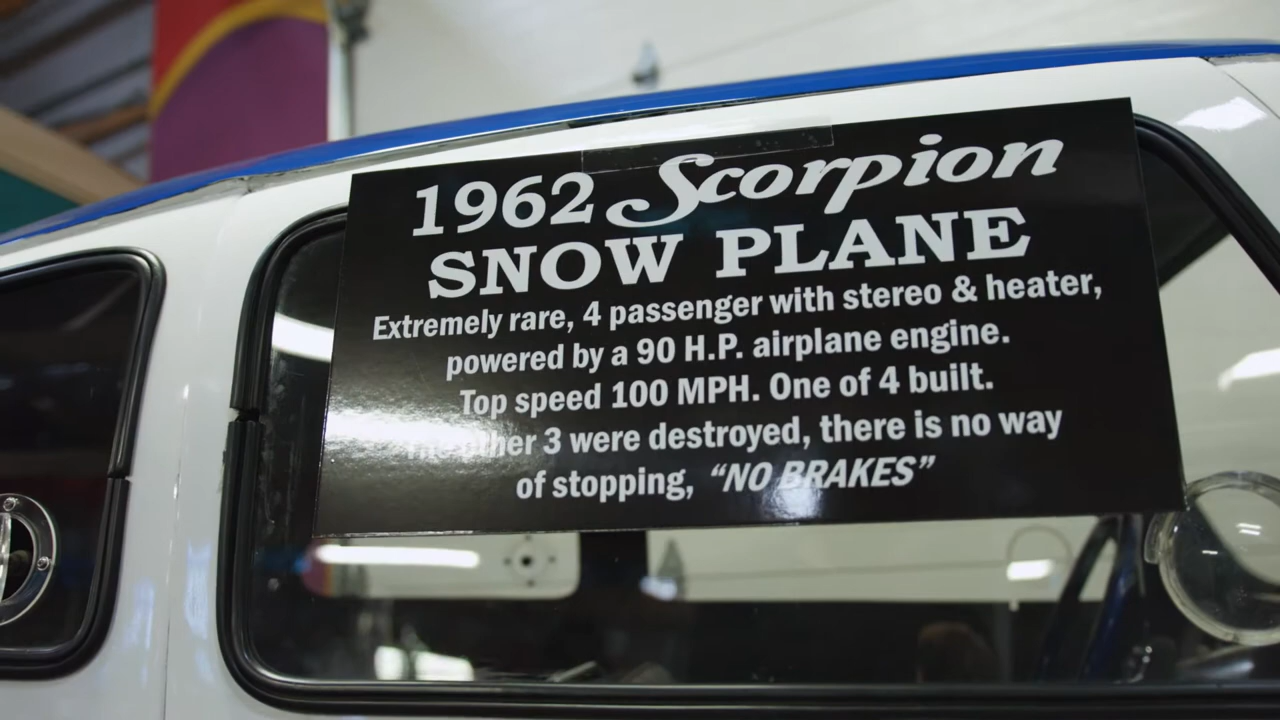 1962 Scorpion
SNOW PLANE
Extremely rare, 4 passenger with stereo & heater,
powered by a 90 H.P. airplane engine.
Top speed 100 MPH. One of 4 built.
The other 3 were destroyed, there is no way
of stopping, “NO BRAKES”